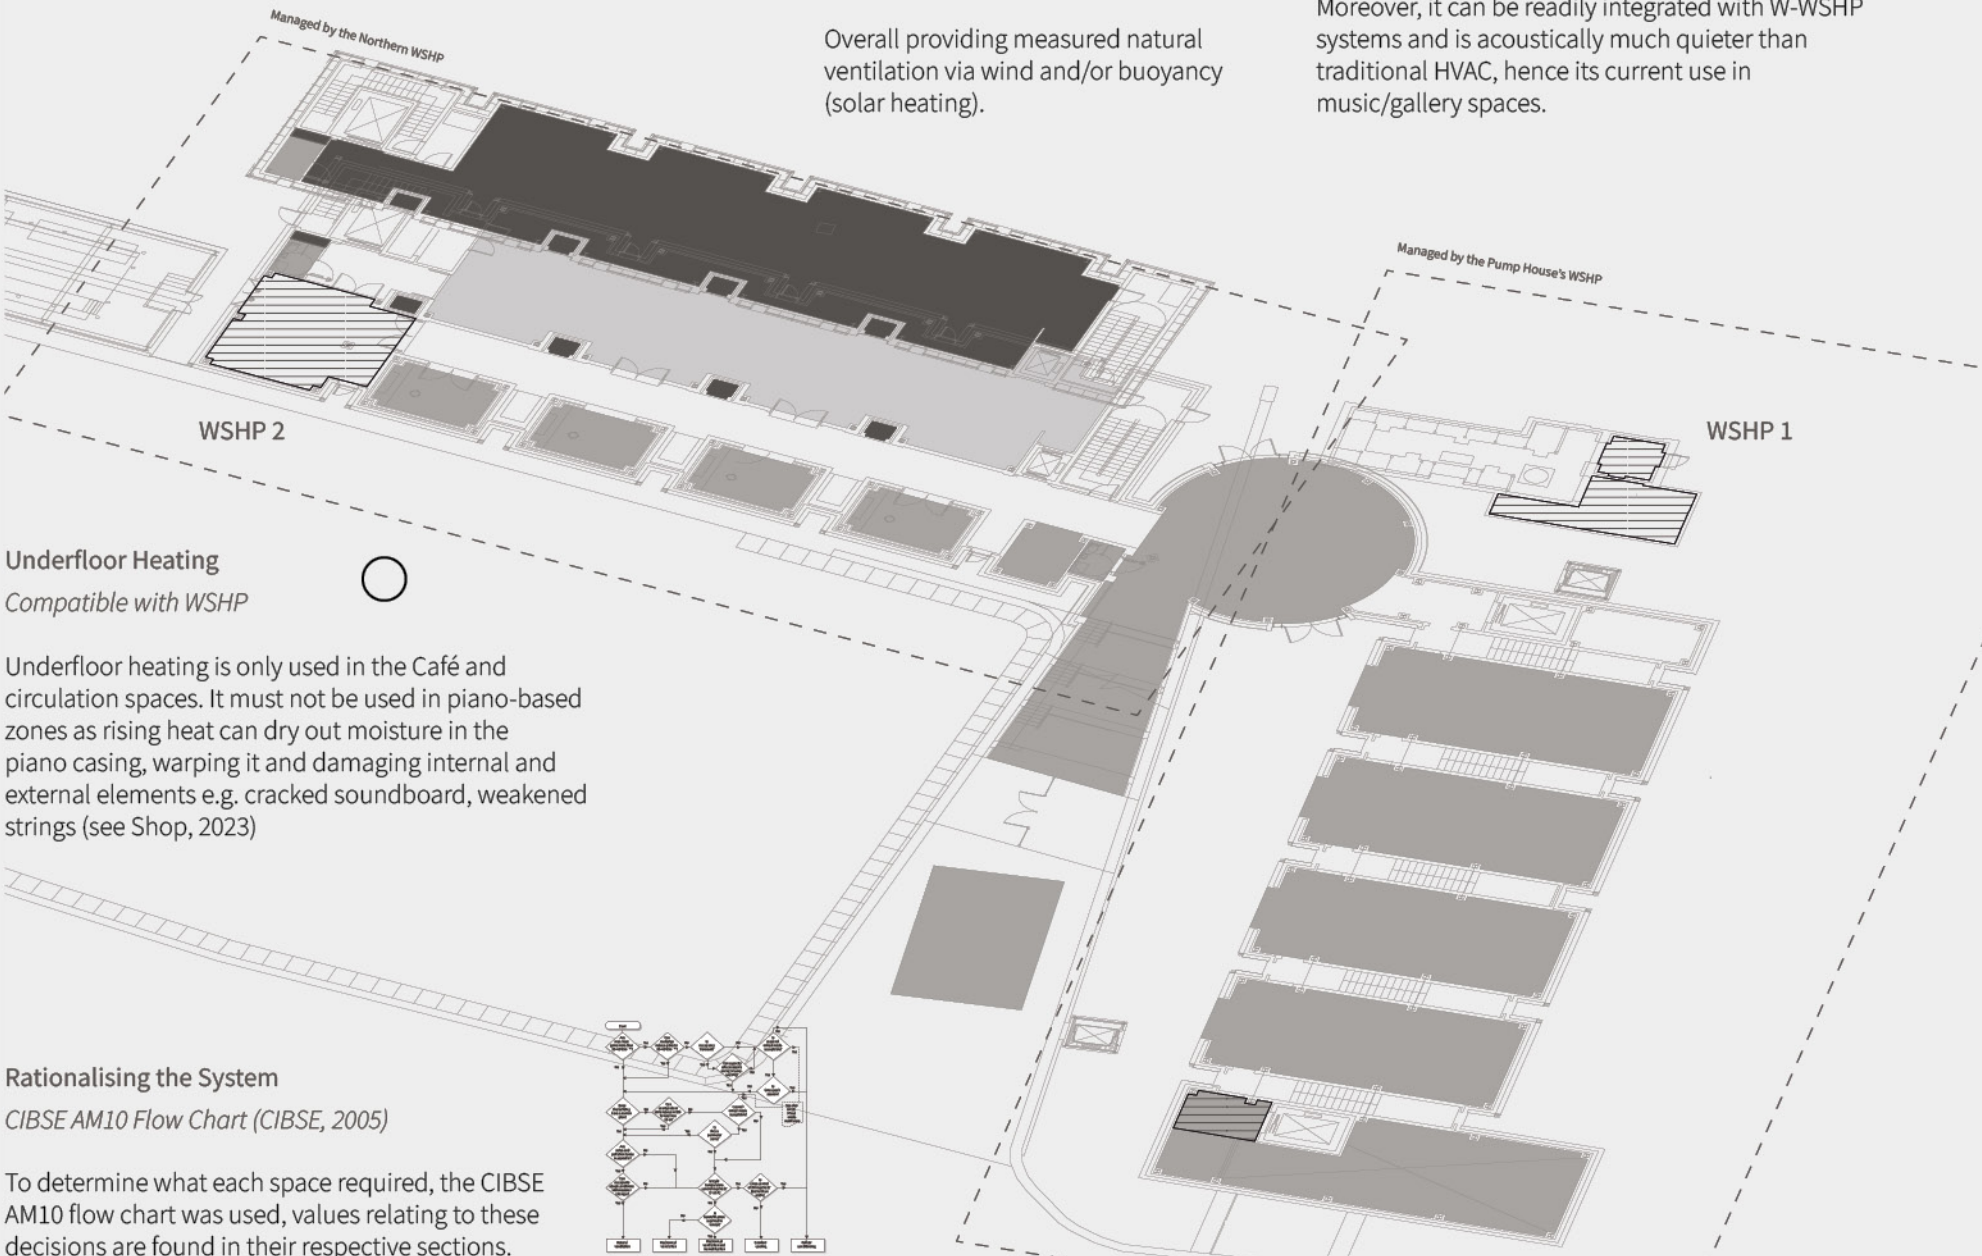 Managed by the Northern WSHP
Overall providing measured natural
ventilation via wind and/or buoyancy
(solar heating).
Moreover, it can be readily integrated with W-WSHP
systems and is acoustically much quieter than
traditional HVAC, hence its current use in
music/gallery spaces.
Managed by the Pump House's WSHP
WSHP 2
WSHP 1
Underfloor Heating
Compatible with WSHP
Underfloor heating is only used in the Café and
circulation spaces. It must not be used in piano-based
zones as rising heat can dry out moisture in the
piano casing, warping it and damaging internal and
external elements e.g. cracked soundboard, weakened
strings (see Shop, 2023)
Rationalising the System
CIBSE AM10 Flow Chart (CIBSE, 2005)
To determine what each space required, the CIBSE
AM10 flow chart was used, values relating to these
decisions are found in their respective sections.